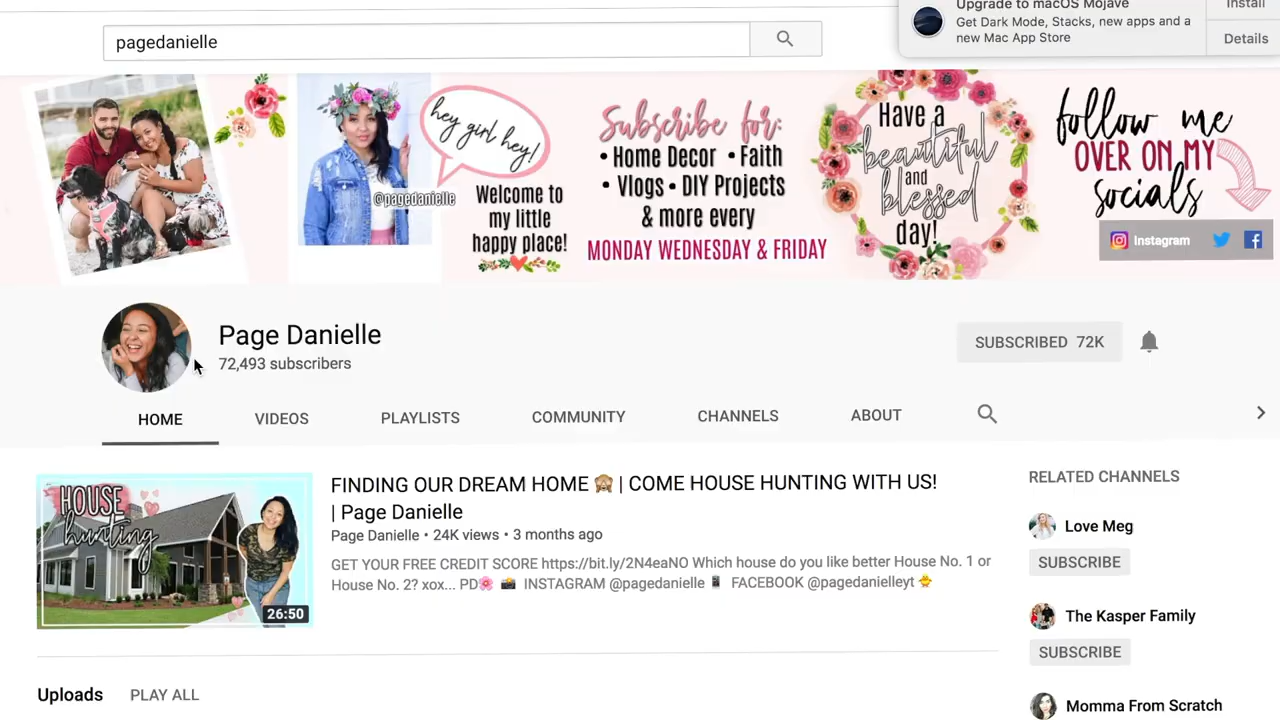 Upgrade to macOS Mojave
Get Dark Mode, Stacks, new apps and a
new Mac App Store
Install
Details
pagedanielle
hey girl hey!
@pagedanielle
Welcome to
my little
happy place!
Subscribe for:
• Home Decor • Faith
• Vlogs • DIY Projects
& more every
MONDAY WEDNESDAY & FRIDAY
Have a
beautiful
and
blessed
day!
follow me
OVER ON MY
socials
Instagram
Page Danielle
72,493 subscribers
SUBSCRIBED 72K
HOME VIDEOS PLAYLISTS COMMUNITY CHANNELS ABOUT
HOUSE
hunting
26:50
FINDING OUR DREAM HOME 🙈 | COME HOUSE HUNTING WITH US!
| Page Danielle
Page Danielle • 24K views • 3 months ago
GET YOUR FREE CREDIT SCORE https://bit.ly/2N4eaNO Which house do you like better House No. 1 or
House No. 2? xox... PD🌸 📸 INSTAGRAM @pagedanielle 📱 FACEBOOK @pagedanielleyt 🐥
RELATED CHANNELS
Love Meg
SUBSCRIBE
The Kasper Family
SUBSCRIBE
Momma From Scratch
Uploads PLAY ALL